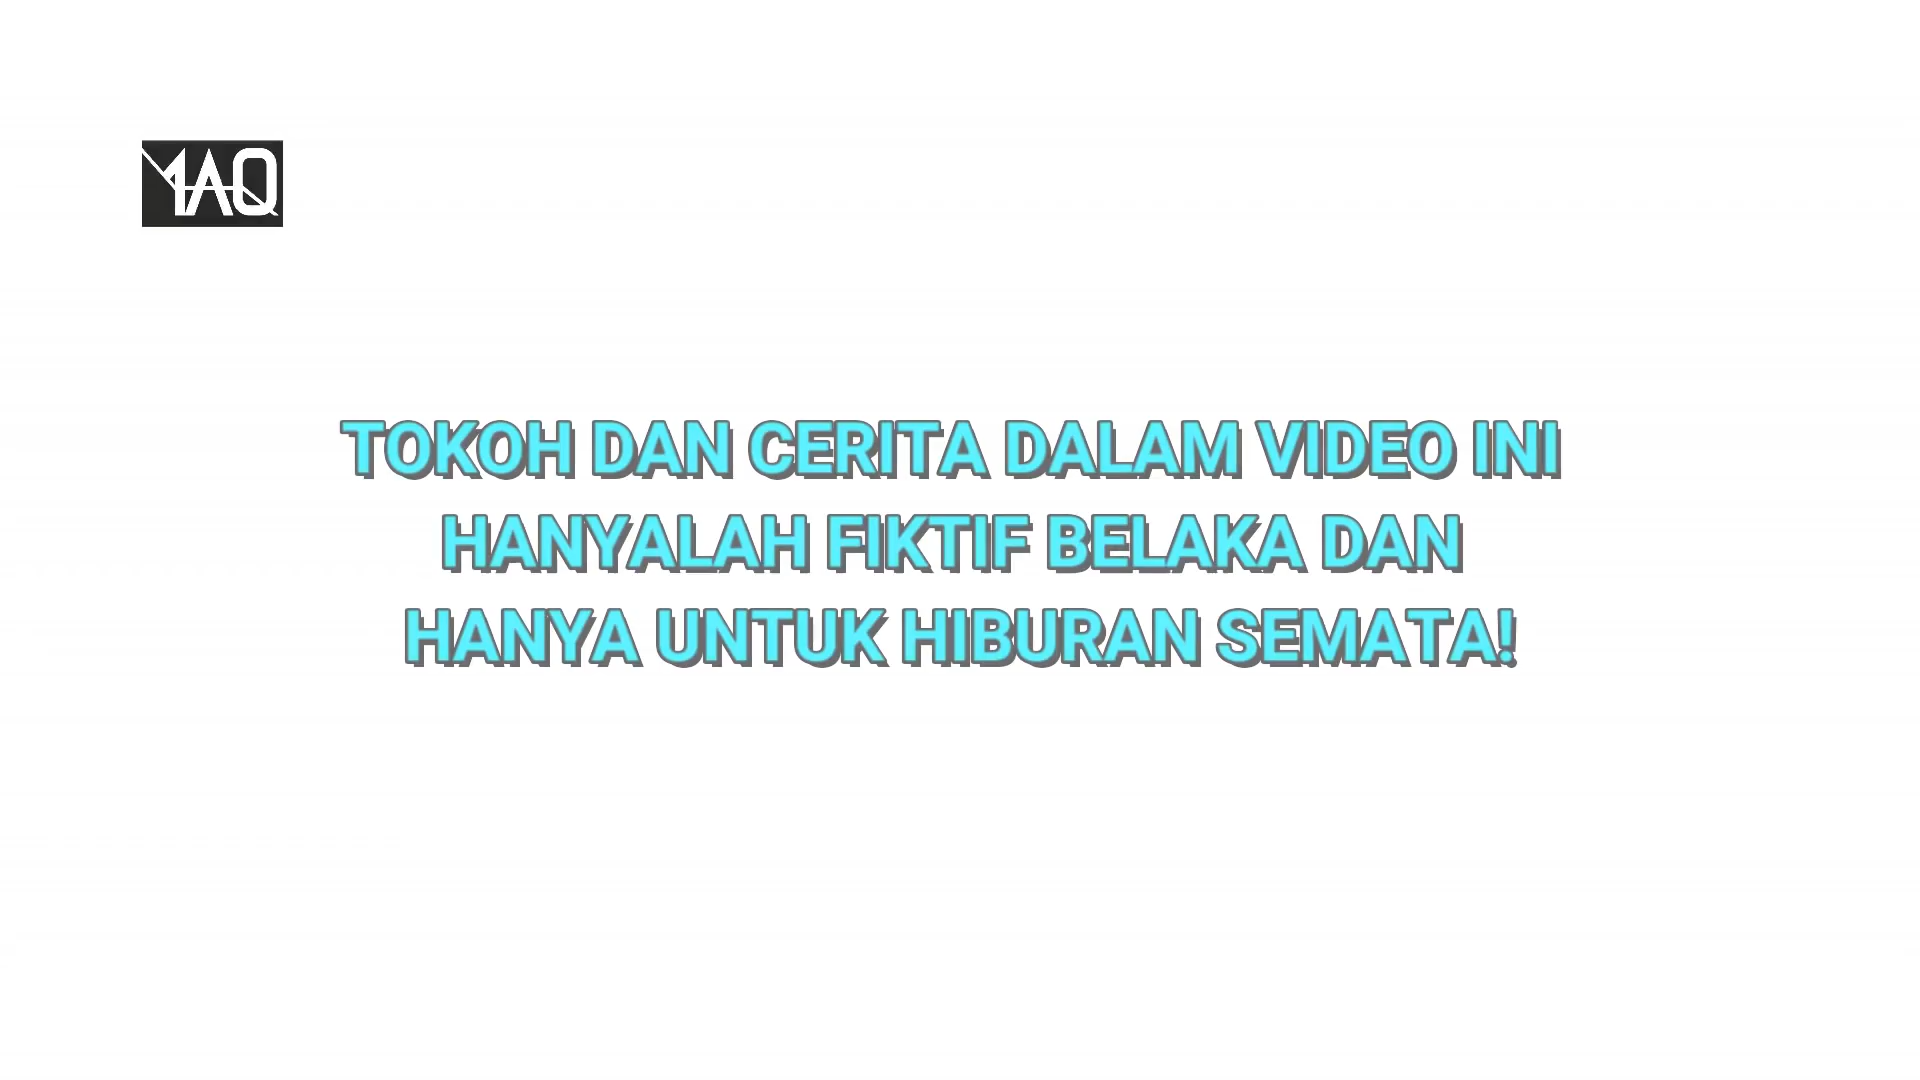 MAQ
TOKOH DAN CERITA DALAM VIDEO INI
HANYALAH FIKTIF BELAKA DAN
HANYA UNTUK HIBURAN SEMATA!